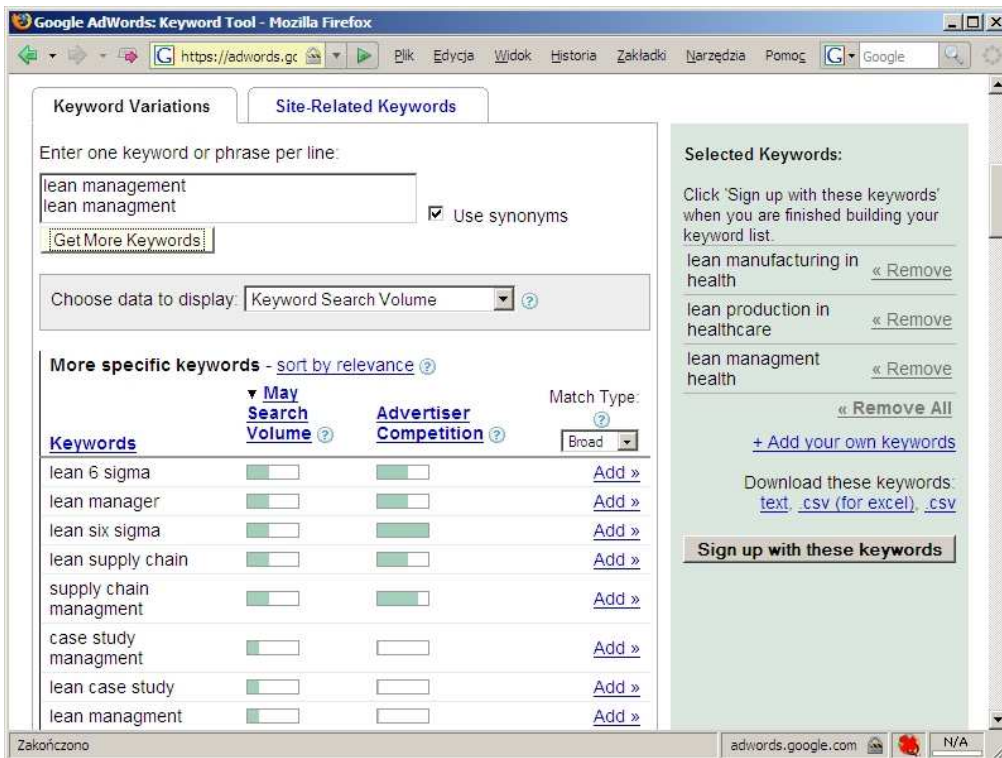 Google AdWords: Keyword Tool - Mozilla Firefox
https://adwords.gc Plik Edycja Widok Historia Zakładki Narzędzia Pomoc Google
Keyword Variations Site-Related Keywords
Enter one keyword or phrase per line:
lean management
lean managment
Use synonyms
Get More Keywords
Choose data to display: Keyword Search Volume ?
More specific keywords - sort by relevance ?
Keywords
▼ May
Search
Volume ?
Advertiser
Competition ?
Match Type:
?
Broad
lean 6 sigma Add »
lean manager Add »
lean six sigma Add »
lean supply chain Add »
supply chain
managment Add »
case study
managment Add »
lean case study Add »
lean managment Add »
Selected Keywords:
Click 'Sign up with these keywords'
when you are finished building your
keyword list.
lean manufacturing in
health « Remove
lean production in
healthcare « Remove
lean managment
health « Remove
« Remove All
+ Add your own keywords
Download these keywords:
text, .csv (for excel), .csv
Sign up with these keywords
Zakończono adwords.google.com N/A